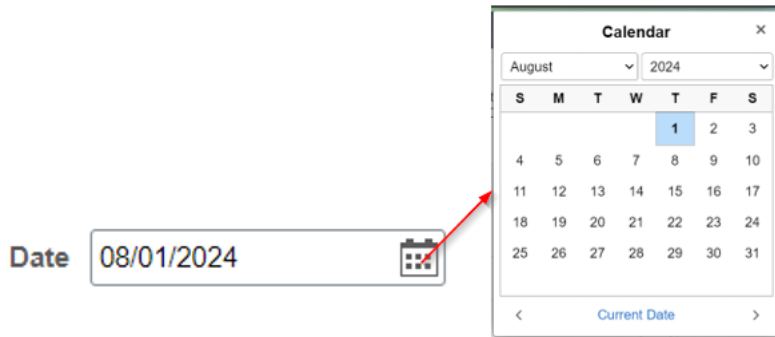 Date 08/01/2024
Calendar ×
August 2024
S M T W T F S
1 2 3
4 5 6 7 8 9 10
11 12 13 14 15 16 17
18 19 20 21 22 23 24
25 26 27 28 29 30 31
< Current Date >